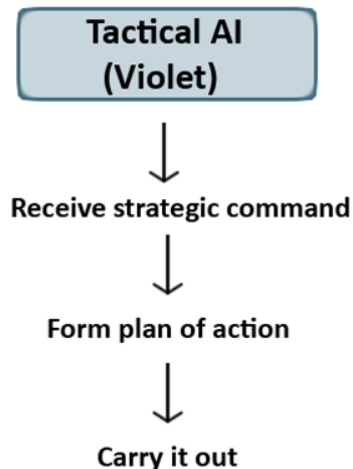 Tactical AI
(Violet)
Receive strategic command
Form plan of action
Carry it out